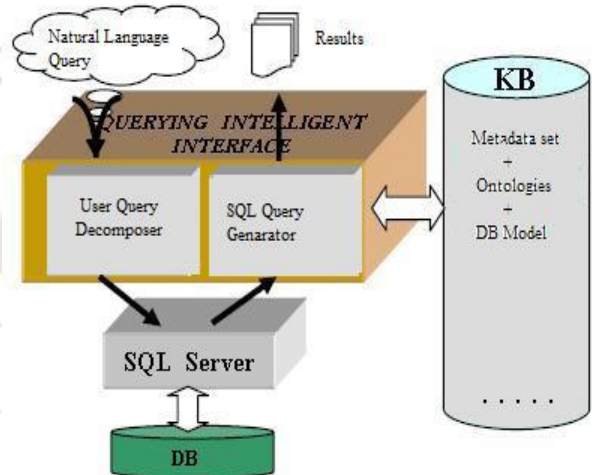 Natural Language
Query
Results
QUERYING INTELLIGENT
INTERFACE
User Query
Decomposer
SQL Query
Genarator
KB
Metadata set
+
Ontologies
+
DB Model
. . . . .
SQL Server
DB